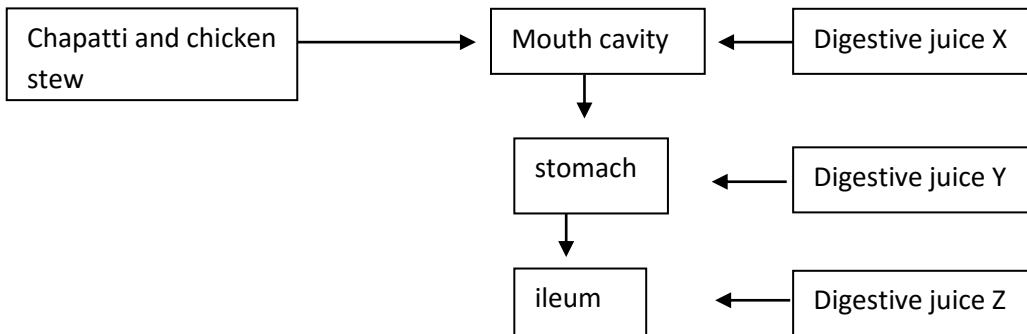 Chapatti and chicken
stew
Mouth cavity
Digestive juice X
stomach
Digestive juice Y
ileum
Digestive juice Z